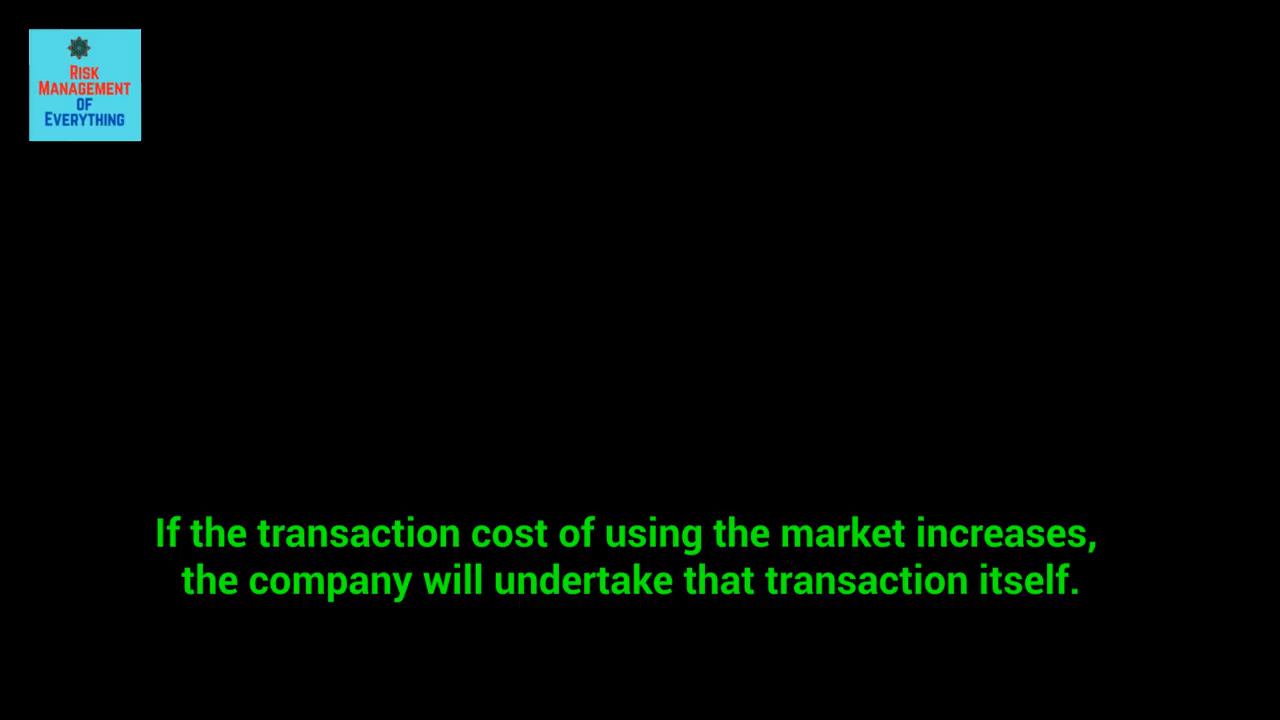 Risk
Management
of
Everything
If the transaction cost of using the market increases,
the company will undertake that transaction itself.